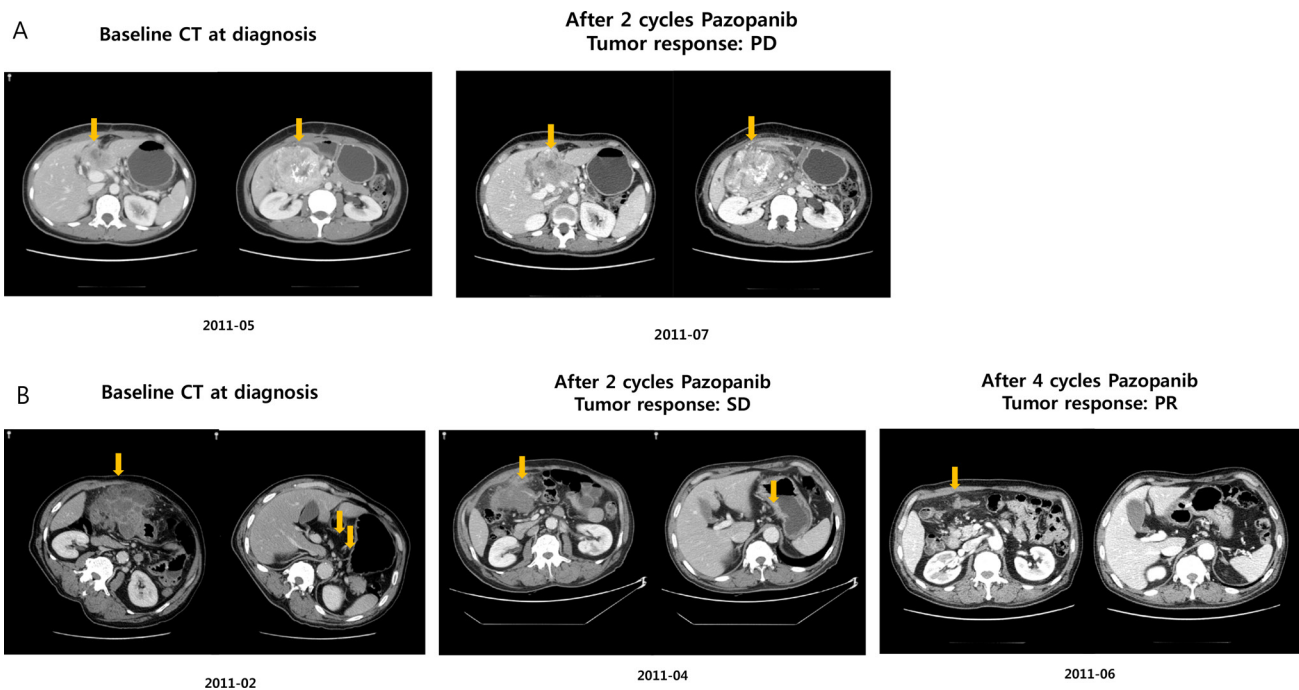 A
Baseline CT at diagnosis
After 2 cycles Pazopanib
Tumor response: PD
2011-05
2011-07
B
Baseline CT at diagnosis
After 2 cycles Pazopanib
Tumor response: SD
After 4 cycles Pazopanib
Tumor response: PR
2011-02
2011-04
2011-06